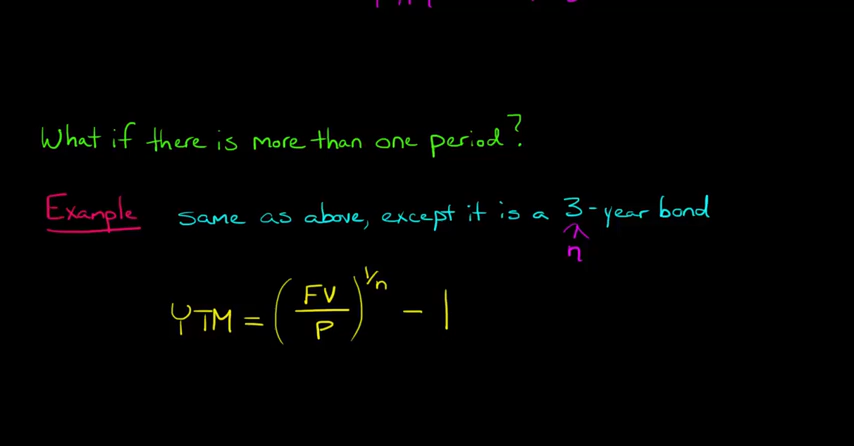 What if there is more than one period?
Example same as above, except it is a 3-year bond
n
YTM = (FV/P)^1/n - 1